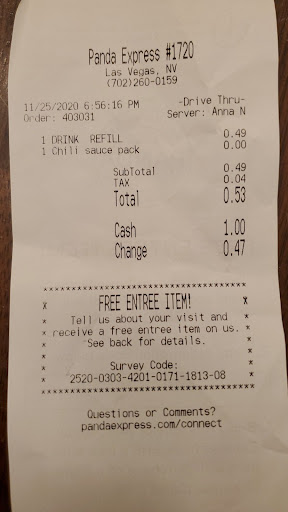 Panda Express #1720
Las Vegas, NV
(702)260-0159
11/25/2020 6:56:16 PM -Drive Thru-
Order: 403031 Server: Anna N
1 DRINK REFILL 0.49
1 Chili sauce pack 0.00
SubTotal 0.49
TAX 0.04
Total 0.53
Cash 1.00
Change 0.47
FREE ENTREE ITEM!
Tell us about your visit and
receive a free entree item on us.
See back for details.
Survey Code:
2520-0303-4201-0171-1813-08
Questions or Comments?
pandaexpress.com/connect